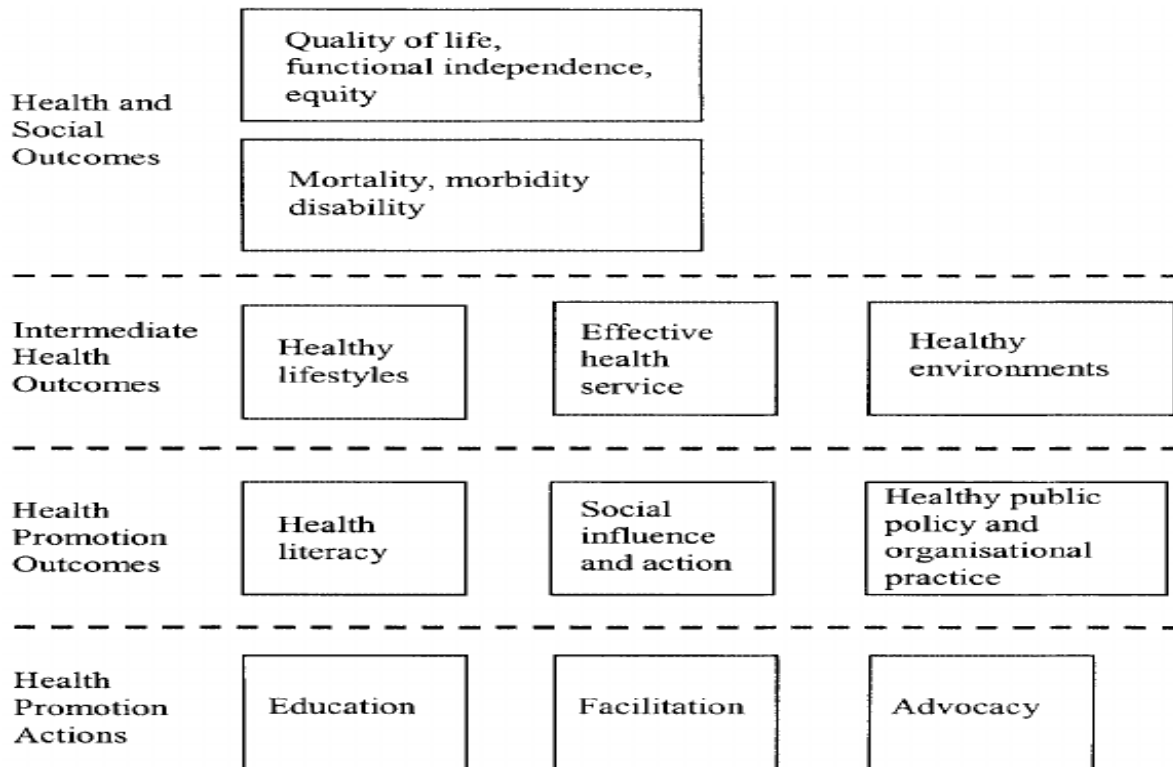 Health and
Social
Outcomes
Quality of life,
functional independence,
equity
Mortality, morbidity
disability
Intermediate
Health
Outcomes
Healthy
lifestyles
Effective
health
service
Healthy
environments
Health
Promotion
Outcomes
Health
literacy
Social
influence
and action
Healthy public
policy and
organisational
practice
Health
Promotion
Actions
Education
Facilitation
Advocacy